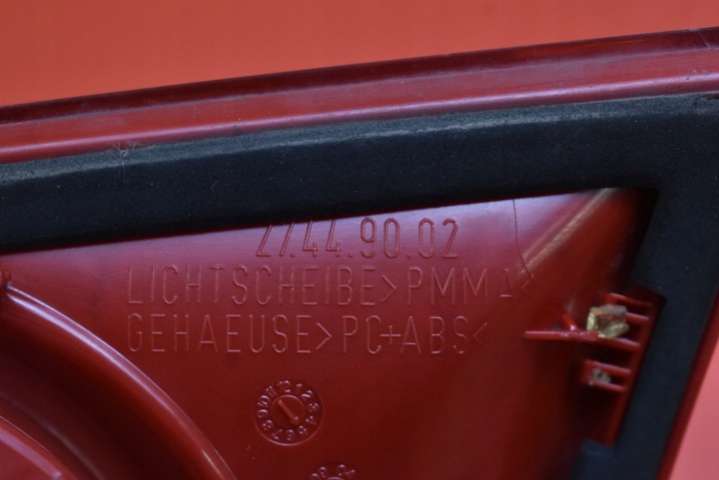 27.44.90.02
LICHTSCHEIBE>PMMA<
GEHAEUSE>PC+ABS<